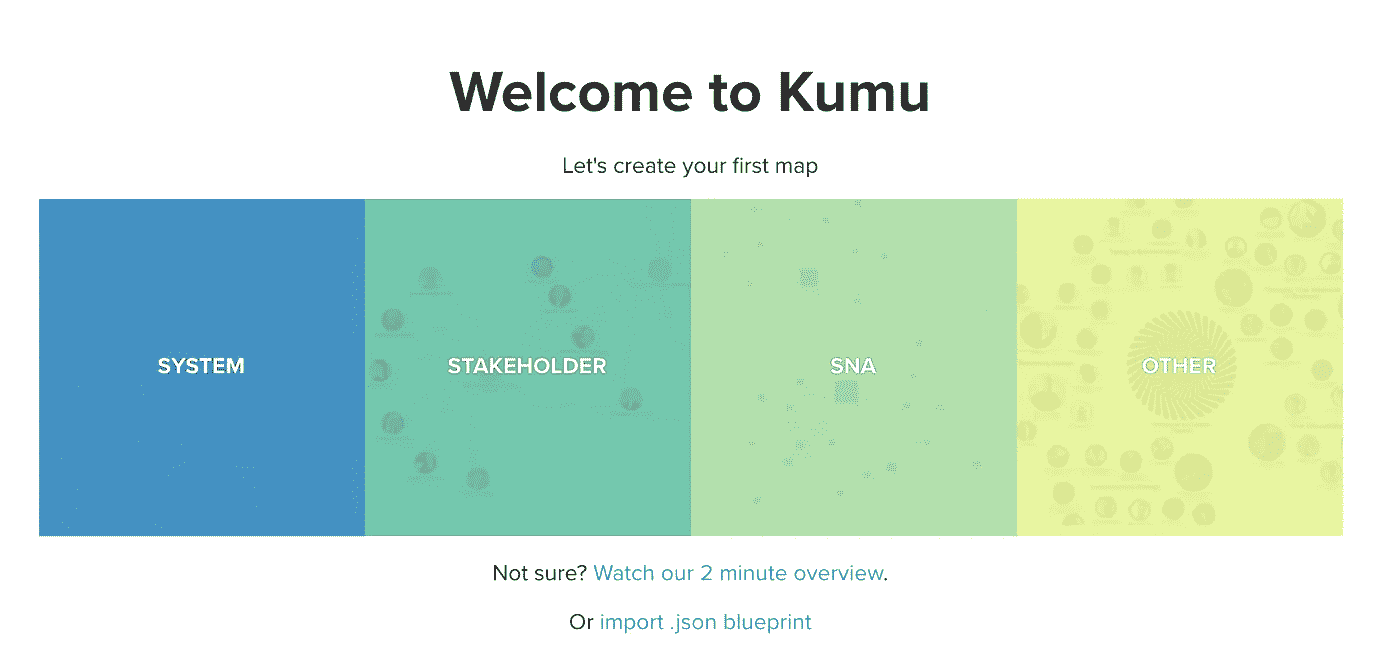 Welcome to Kumu
Let's create your first map
SYSTEM
STAKEHOLDER
SNA
OTHER
Not sure? Watch our 2 minute overview.
Or import .json blueprint